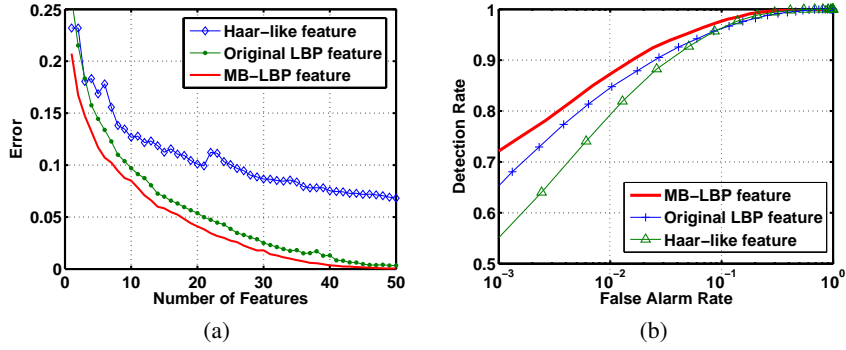 0.25
0.2
0.15
0.1
0.05
0
Error
0 10 20 30 40 50
Number of Features
Haar-like feature
Original LBP feature
MB-LBP feature
(a)
1
0.9
0.8
0.7
0.6
0.5
Detection Rate
10⁻³ 10⁻² 10⁻¹ 10⁰
False Alarm Rate
MB-LBP feature
Original LBP feature
Haar-like feature
(b)